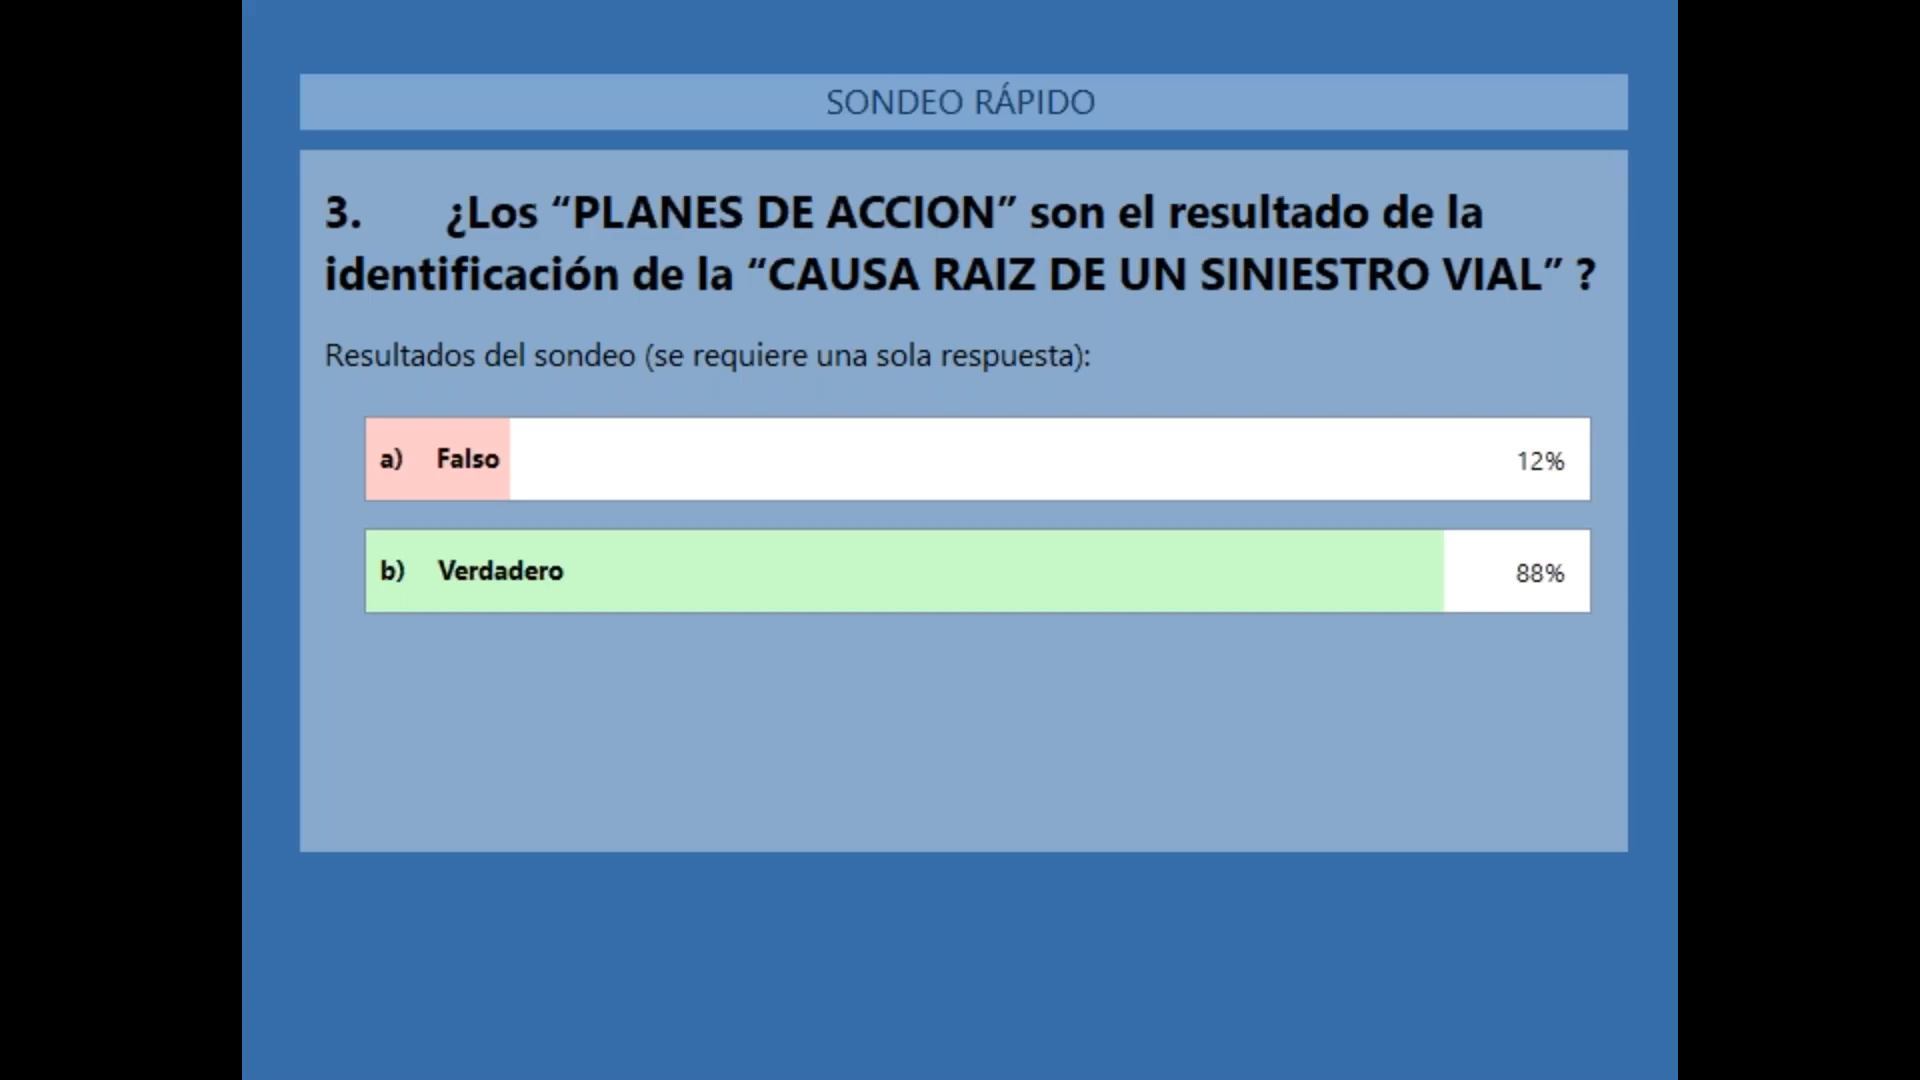 SONDEO RÁPIDO
3. ¿Los “PLANES DE ACCION” son el resultado de la
identificación de la “CAUSA RAIZ DE UN SINIESTRO VIAL” ?
Resultados del sondeo (se requiere una sola respuesta):
a) Falso 12%
b) Verdadero 88%